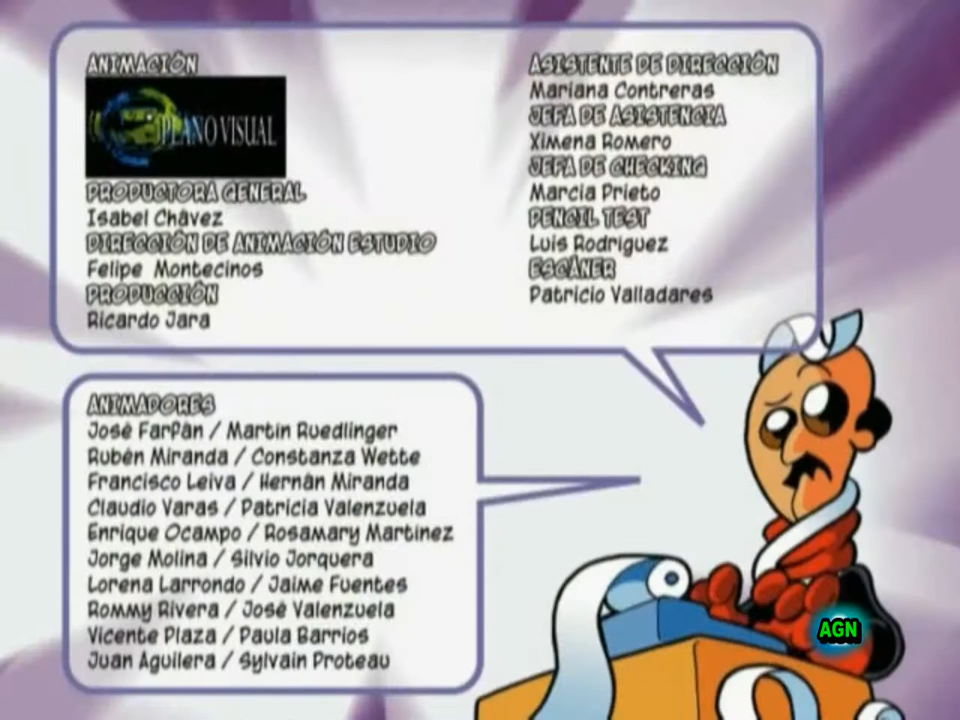 ANIMACIÓN
PLANO VISUAL
PRODUCTORA GENERAL
Isabel Chávez
DIRECCIÓN DE ANIMACIÓN ESTUDIO
Felipe Montecinos
PRODUCCIÓN
Ricardo Jara
ASISTENTE DE DIRECCIÓN
Mariana Contreras
JEFA DE ASISTENCIA
Ximena Romero
JEFA DE CHECKING
Marcia Prieto
PENCIL TEST
Luis Rodriguez
ESCÁNER
Patricio Valladares
ANIMADORES
José Farfán / Martin Ruedlinger
Rubén Miranda / Constanza Wette
Francisco Leiva / Hernán Miranda
Claudio Varas / Patricia Valenzuela
Enrique Ocampo / Rosamary Martinez
Jorge Molina / Silvio Jorquera
Lorena Larrondo / Jaime Fuentes
Rommy Rivera / José Valenzuela
Vicente Plaza / Paula Barrios
Juan Aguilera / Sylvain Proteau
AGN